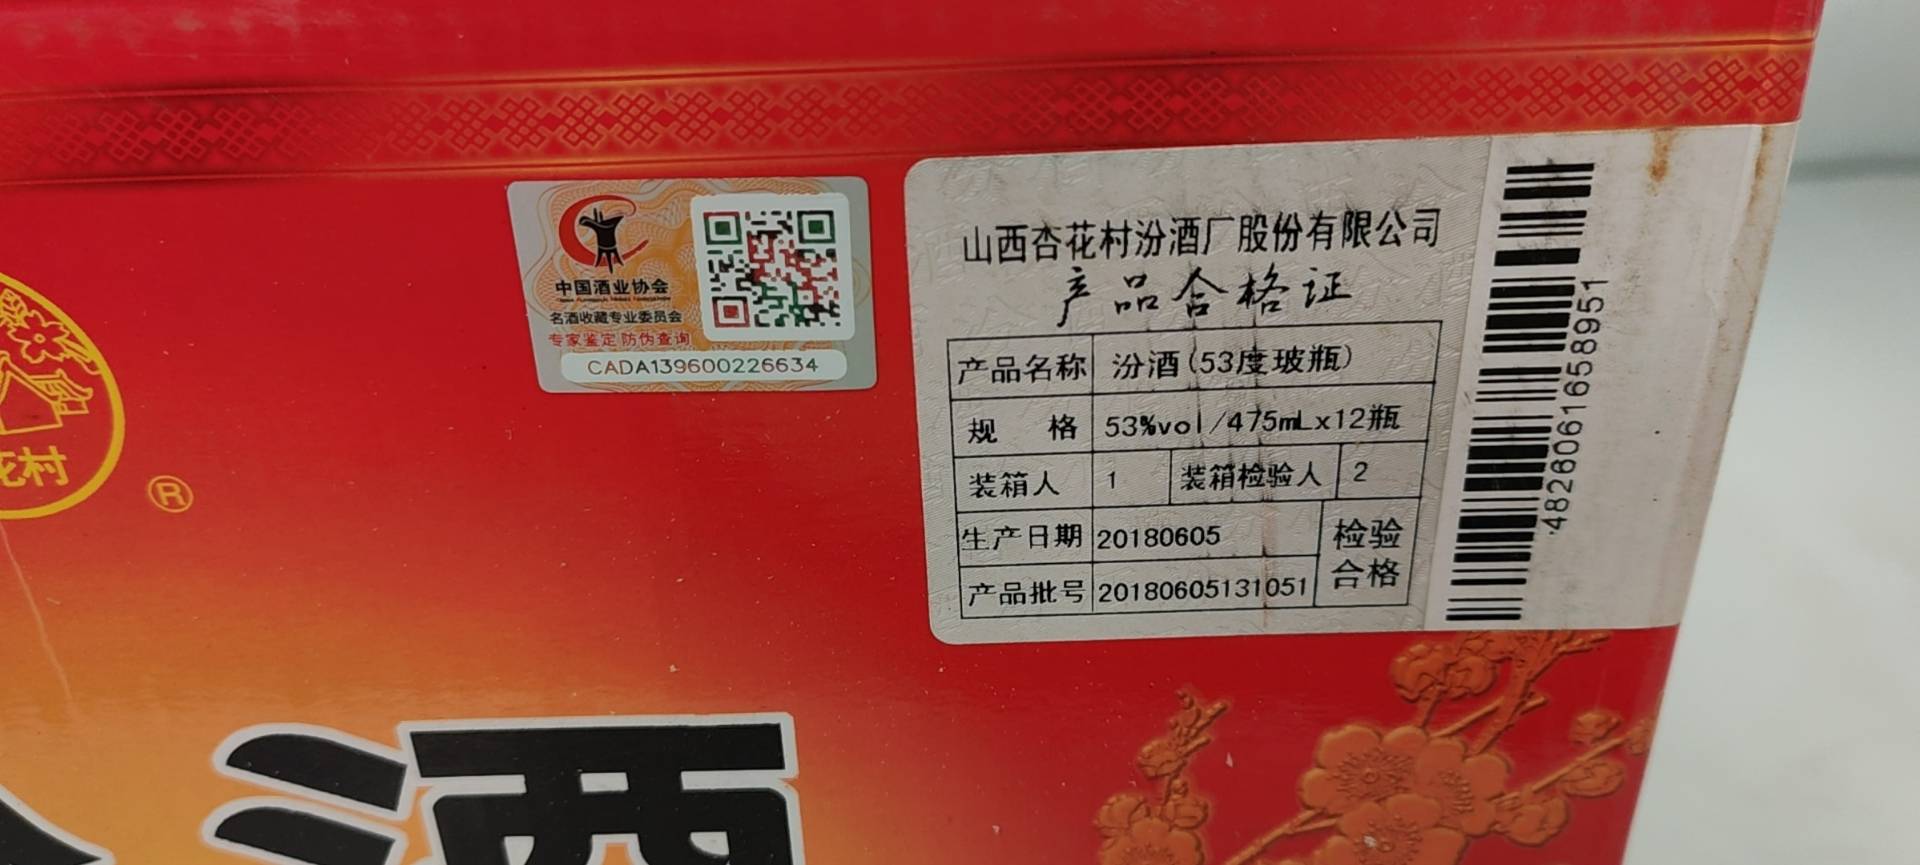 中国酒业协会
名酒收藏专业委员会
专家鉴定 防伪查询
CADA139600226634
山西杏花村汾酒厂股份有限公司
产品合格证
产品名称 汾酒(53度玻瓶)
规 格 53%vol/475mLx12瓶
装箱人 1 装箱检验人 2
生产日期 20180605 检验合格
产品批号 20180605131051
4826061658951
花村
®
酒